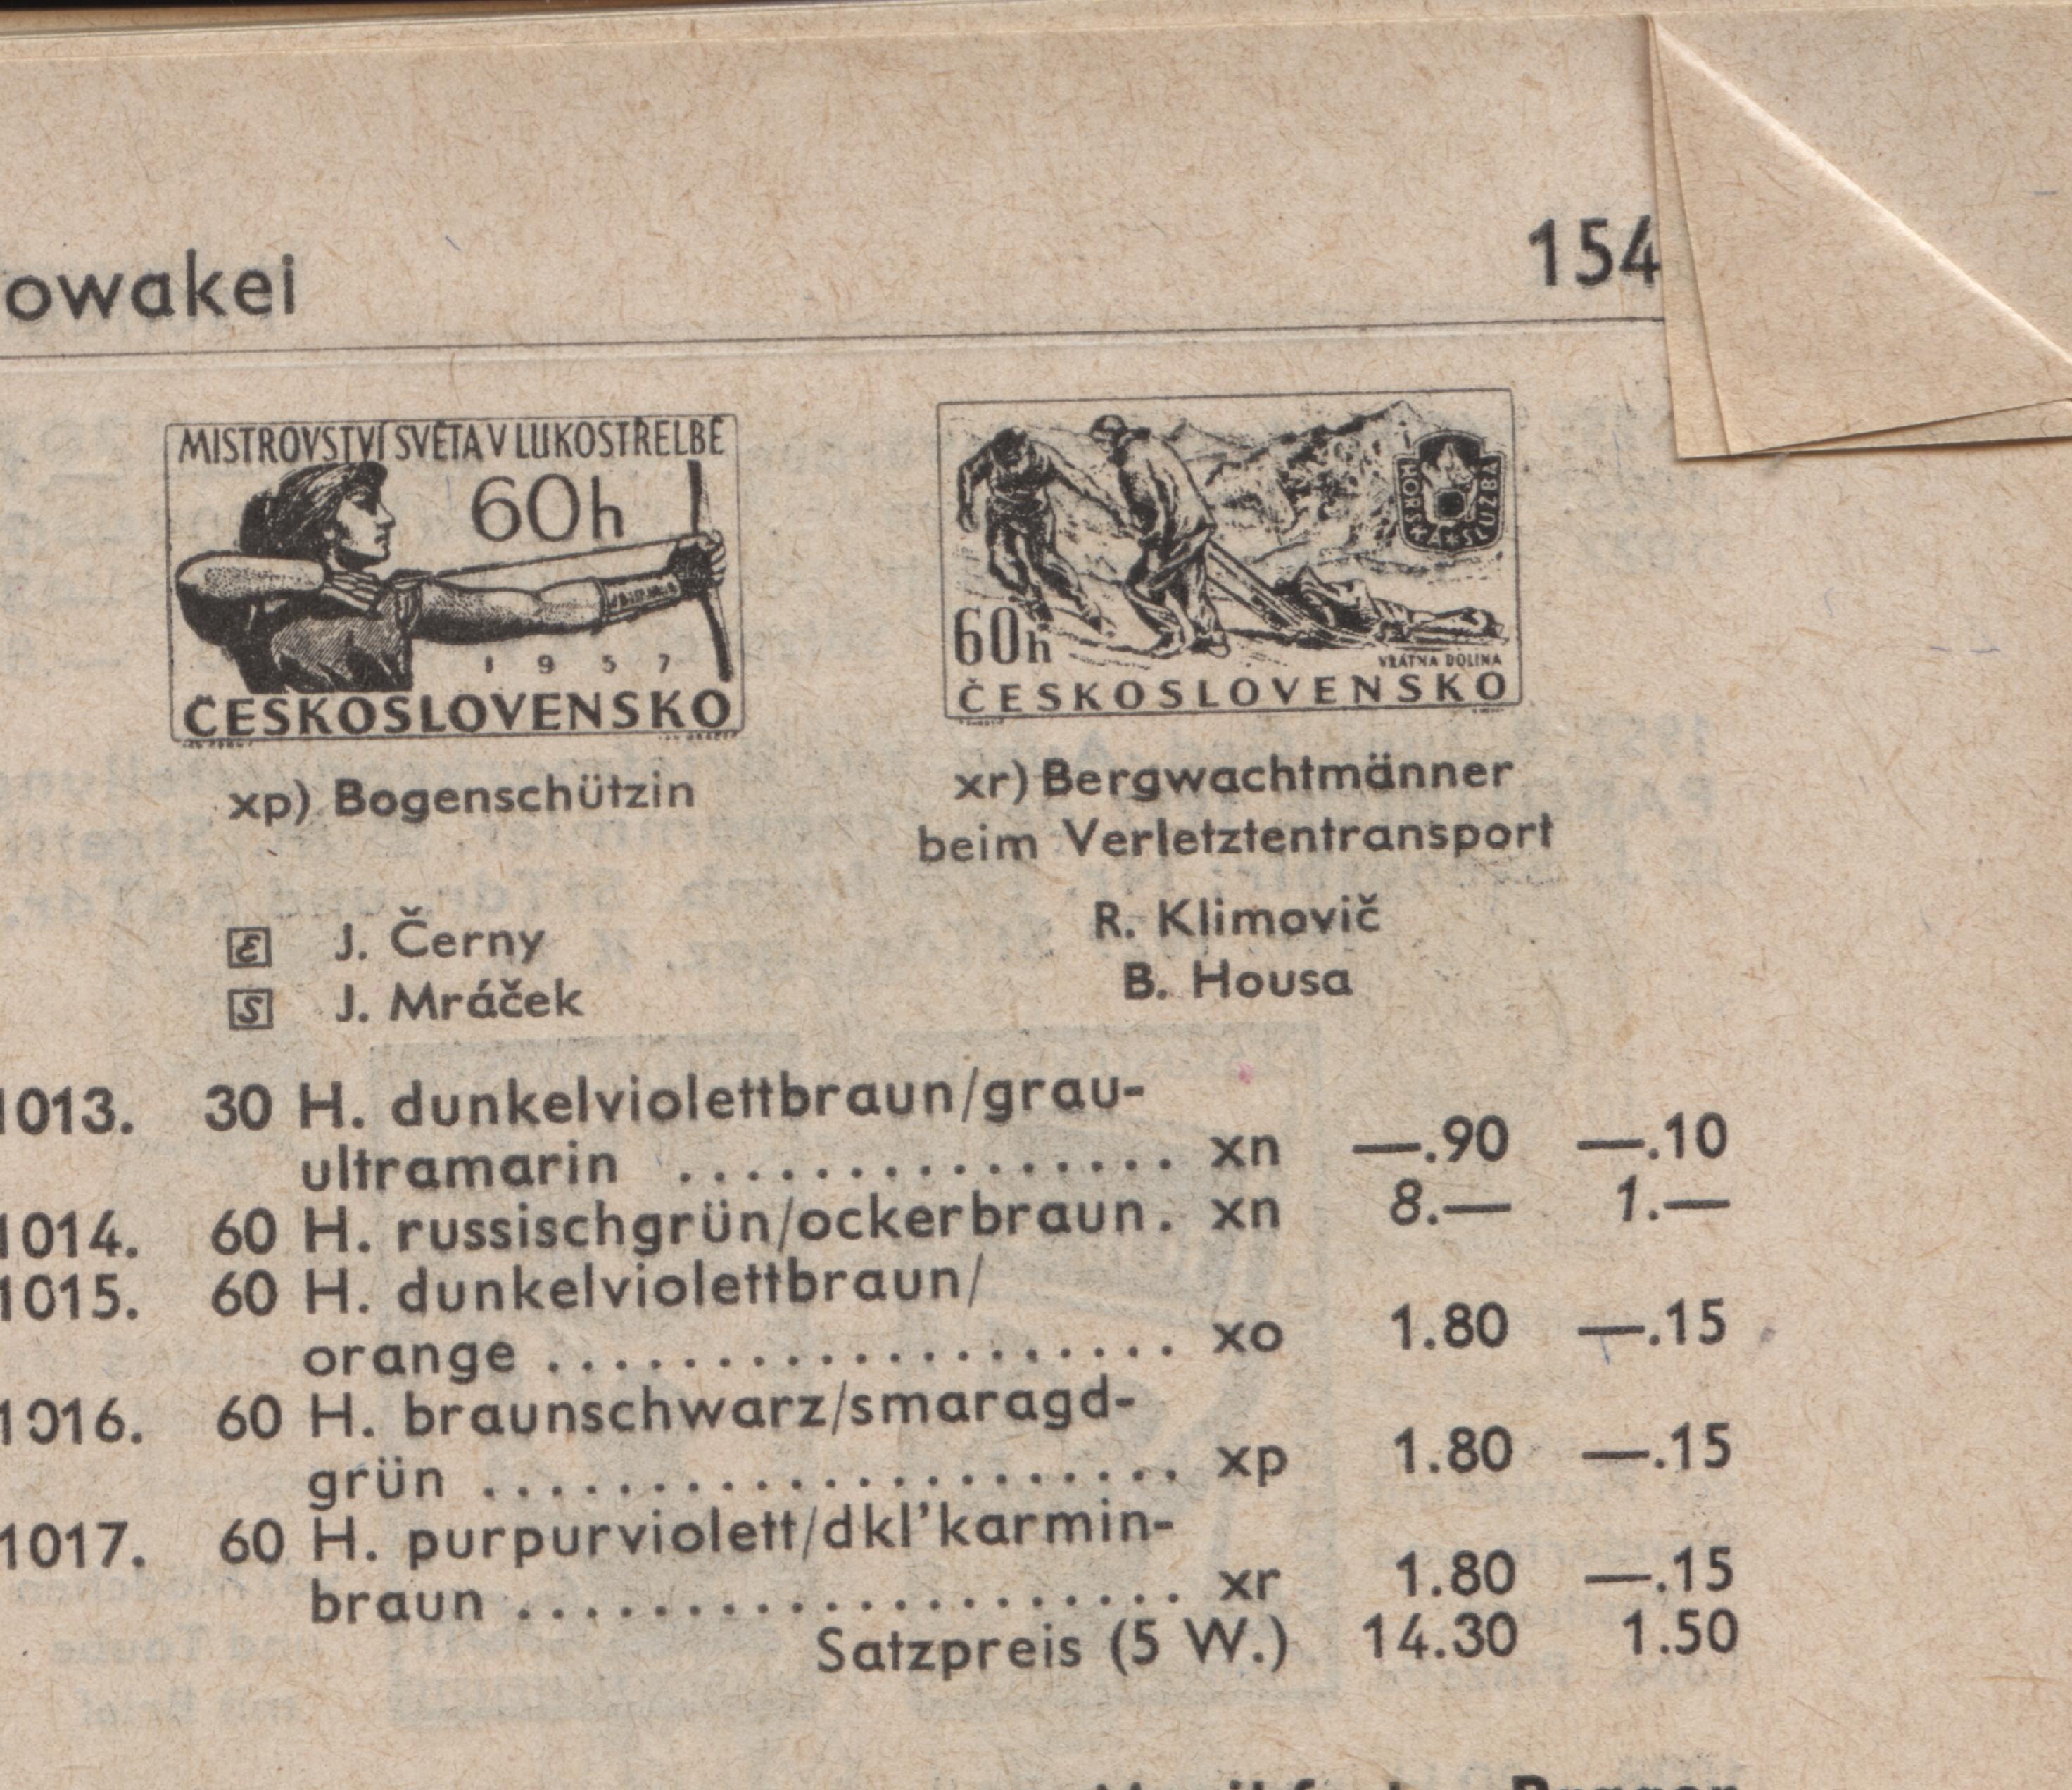 owakei 154
MISTROVSTVÍ SVĚTA V LUKOSTŘELBĚ
60h
1957
ČESKOSLOVENSKO
HORSKÁ SLUŽBA
60h
VRÁTNA DOLINA
ČESKOSLOVENSKO
xp) Bogenschützin
xr) Bergwachtmänner
beim Verletztentransport
E J. Černy
S J. Mráček
R. Klimovič
B. Housa
1013. 30 H. dunkelviolettbraun/grau-
ultramarin ............... xn —.90 —.10
1014. 60 H. russischgrün/ockerbraun. xn 8.— 1.—
1015. 60 H. dunkelviolettbraun/
orange ................... xo 1.80 —.15
1016. 60 H. braunschwarz/smaragd-
grün ..................... xp 1.80 —.15
1017. 60 H. purpurviolett/dkl'karmin-
braun .................... xr 1.80 —.15
Satzpreis (5 W.) 14.30 1.50